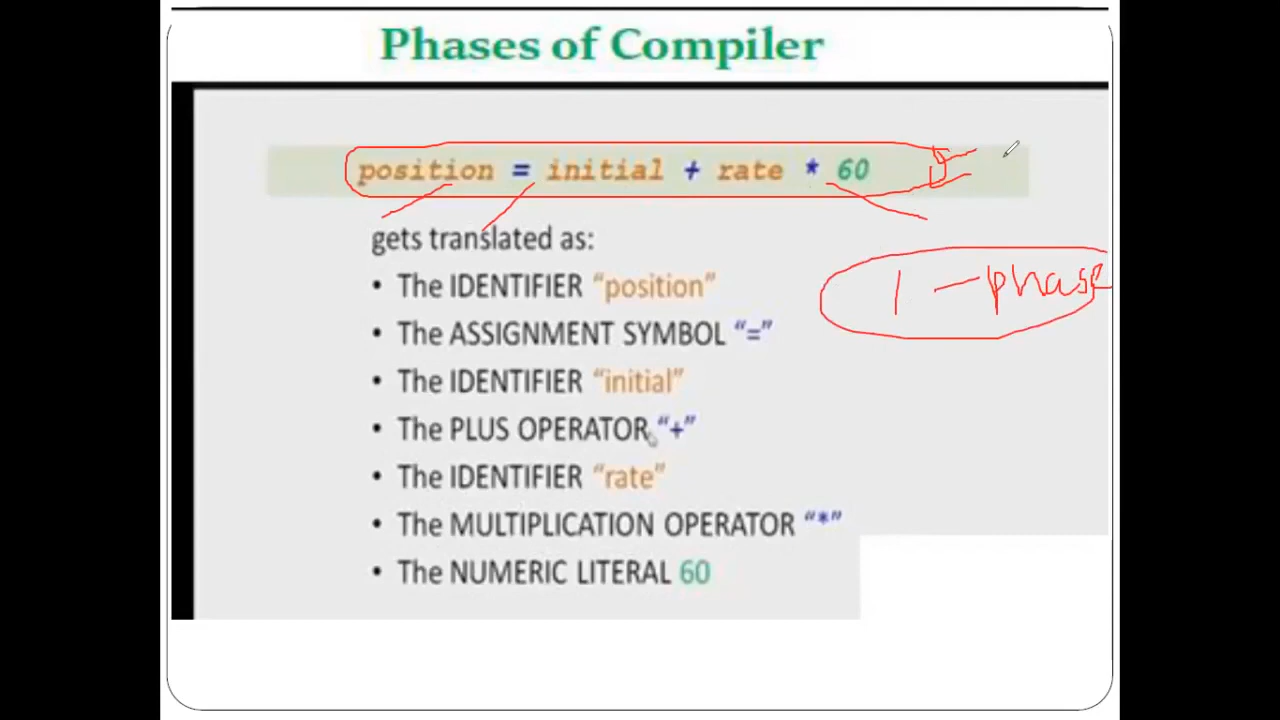 Phases of Compiler
position = initial + rate * 60
gets translated as:
• The IDENTIFIER “position”
• The ASSIGNMENT SYMBOL “=”
• The IDENTIFIER “initial”
• The PLUS OPERATOR “+”
• The IDENTIFIER “rate”
• The MULTIPLICATION OPERATOR “*”
• The NUMERIC LITERAL 60
1 - phase